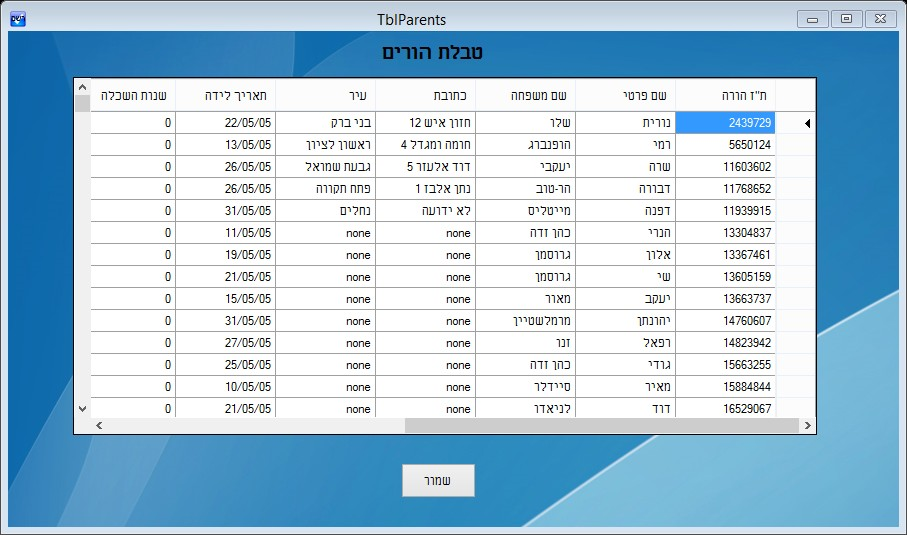 TblParents
טבלת הורים
ת"ז הורה שם פרטי שם משפחה כתובת עיר תאריך לידה שנות השכלה
2439729 נורית שלו חזון איש 12 בני ברק 22/05/05 0
5650124 רמי הופנברג חומה ומגדל 4 ראשון לציון 13/05/05 0
11603602 שרה יעקבי דוד אלעזר 5 גבעת שמואל 26/05/05 0
11768652 דבורה הר-טוב נתן אלבז 1 פתח תקווה 26/05/05 0
11939915 דפנה מייטליס לא ידועה נחלים 31/05/05 0
13304837 הנרי כהן זדה none none 11/05/05 0
13367461 אלון גרוסמן none none 19/05/05 0
13605159 שי גרוסמן none none 21/05/05 0
13663737 יעקב מאור none none 15/05/05 0
14760607 יהונתן מרמלשטיין none none 31/05/05 0
14823942 רפאל זנו none none 27/05/05 0
15663255 גודי כהן זדה none none 25/05/05 0
15884844 מאיר סיידלר none none 10/05/05 0
16529067 דוד לניאדו none none 21/05/05 0
שמור